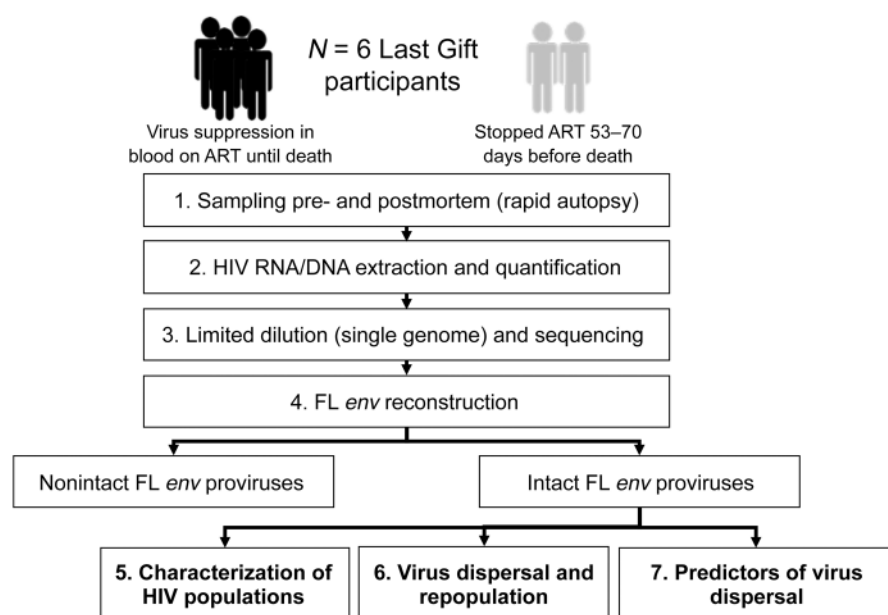 N = 6 Last Gift
participants
Virus suppression in
blood on ART until death
Stopped ART 53–70
days before death
1. Sampling pre- and postmortem (rapid autopsy)
2. HIV RNA/DNA extraction and quantification
3. Limited dilution (single genome) and sequencing
4. FL env reconstruction
Nonintact FL env proviruses
Intact FL env proviruses
5. Characterization of
HIV populations
6. Virus dispersal and
repopulation
7. Predictors of virus
dispersal